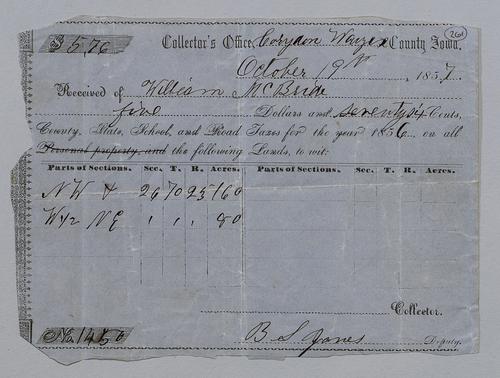 261
$ 5,76 Collector's Office, Corydon Wayne County Iowa.
October 19th, 1857.
Received of William McBride
five Dollars and seventy six Cents,
County, State, School, and Road Taxes for the year 1856 on all
Personal property, and the following Lands, to wit:
Parts of Sections. Sec. T. R. Acres. Parts of Sections. Sec. T. R. Acres.
NW 4 26 70 23 160
W 1/2 NE " " " 80
Collector.
No. 1450 B S Jones Deputy.